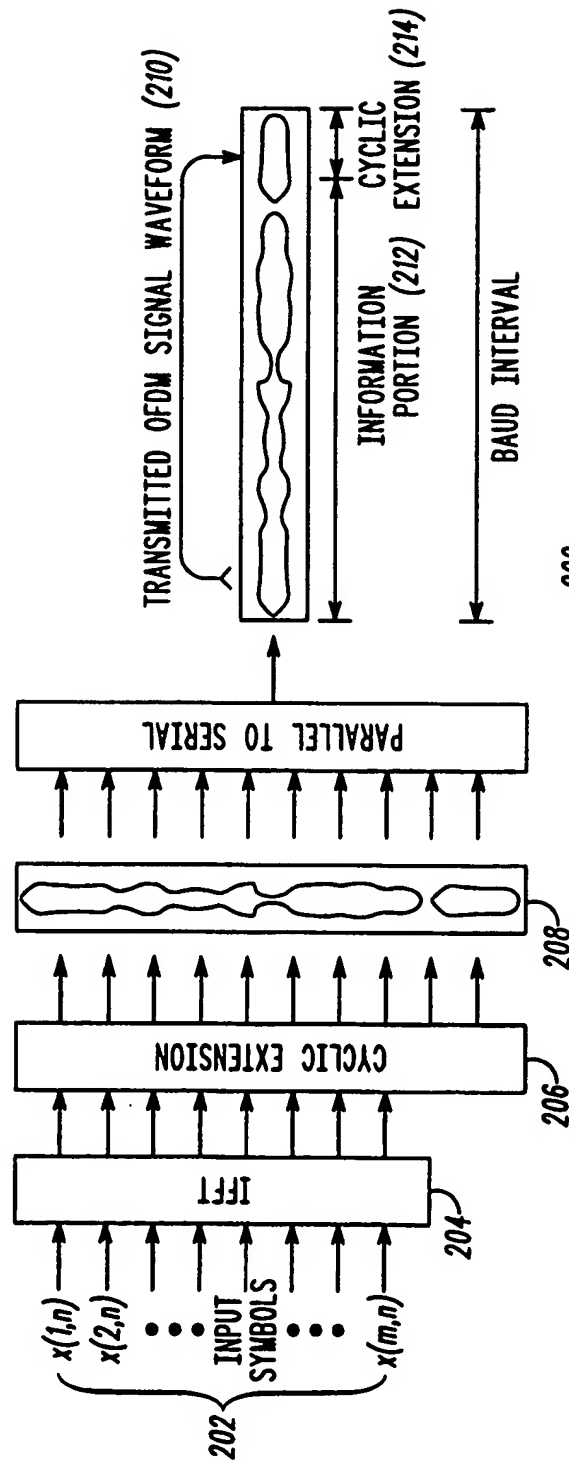 x(1,n)
x(2,n)
INPUT
SYMBOLS
x(m,n)
202
IFFT
204
CYCLIC EXTENSION
206
208
PARALLEL TO SERIAL
TRANSMITTED OFDM SIGNAL WAVEFORM (210)
INFORMATION
PORTION (212)
CYCLIC
EXTENSION (214)
BAUD INTERVAL